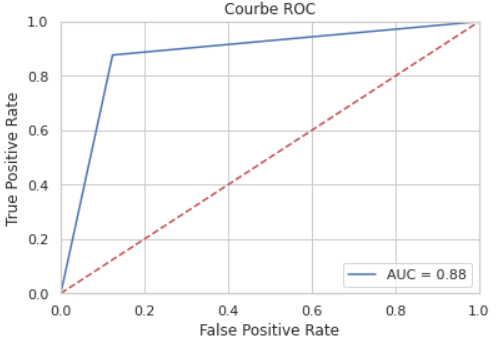 Courbe ROC
True Positive Rate
1.0
0.8
0.6
0.4
0.2
0.0
AUC = 0.88
0.0 0.2 0.4 0.6 0.8 1.0
False Positive Rate